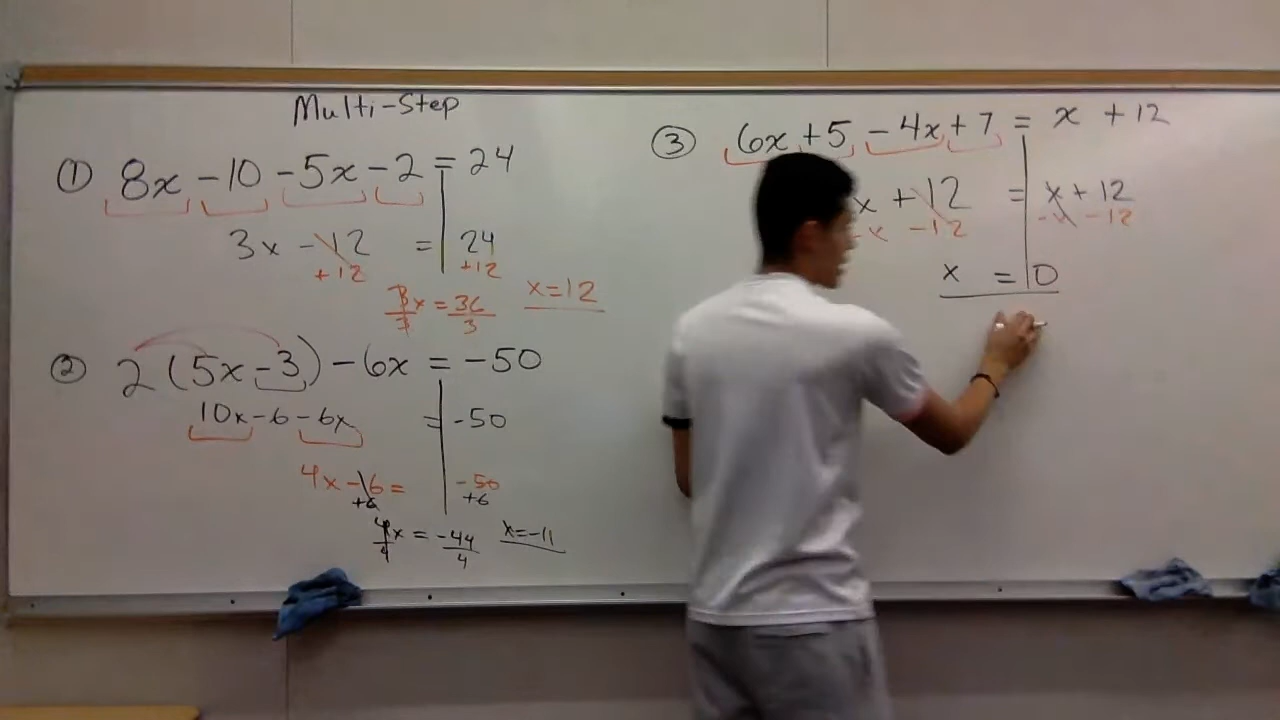 Multi-Step
① 8x - 10 - 5x - 2 = 24
3x - 12 = 24
+12 +12
3x = 36 x=12
3 3
② 2(5x - 3) - 6x = -50
10x - 6 - 6x = -50
4x - 6 = -50
+6 +6
4x = -44 x=-11
4 4
③ 6x + 5 - 4x + 7 = x + 12
x + 12 = x + 12
-x -12 -x -12
x = 0